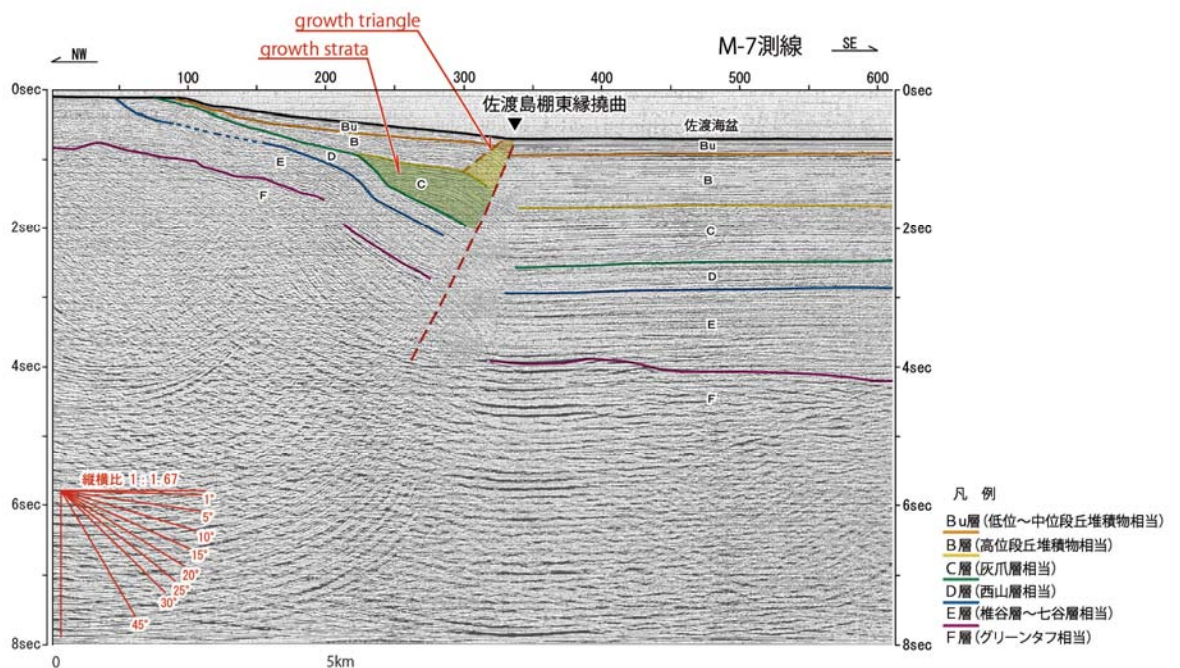 growth triangle
growth strata
M-7測線
NW
SE
100
200
300
400
500
600
0sec
0sec
佐渡島棚東縁撓曲
佐渡海盆
Bu
B
D
E
F
C
Bu
B
C
D
E
F
2sec
2sec
4sec
4sec
6sec
6sec
8sec
8sec
縦横比 1 : 1.67
1°
5°
10°
15°
20°
25°
30°
45°
0
5km
凡 例
Bu層(低位～中位段丘堆積物相当)
B層(高位段丘堆積物相当)
C層(灰爪層相当)
D層(西山層相当)
E層(椎谷層～七谷層相当)
F層(グリーンタフ相当)